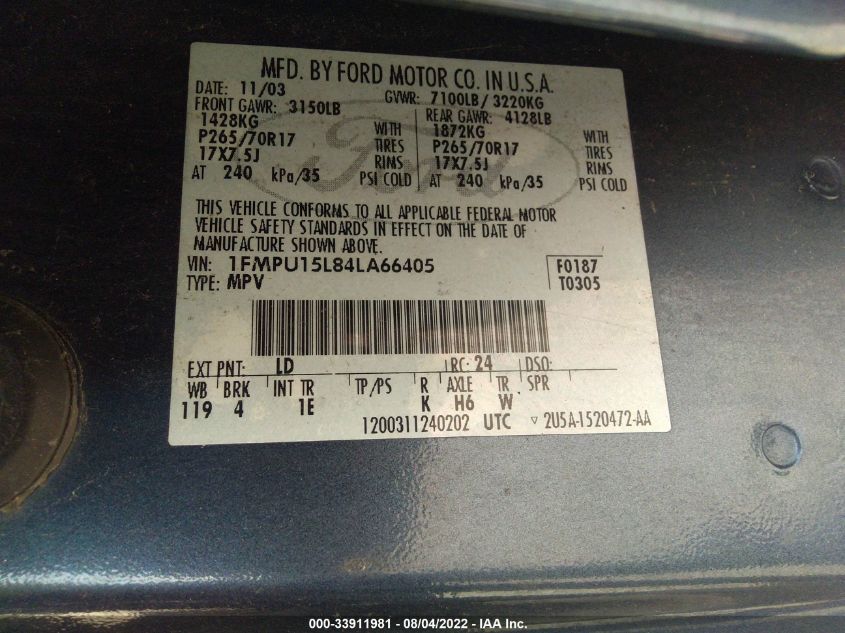 MFD. BY FORD MOTOR CO. IN U.S.A.
DATE: 11/03 GVWR: 7100LB/ 3220KG
FRONT GAWR: 3150LB REAR GAWR: 4128LB
1428KG WITH 1872KG WITH
P265/70R17 TIRES P265/70R17 TIRES
17X7.5J RIMS 17X7.5J RIMS
AT 240 kPa/35 PSI COLD AT 240 kPa/35 PSI COLD
Ford
THIS VEHICLE CONFORMS TO ALL APPLICABLE FEDERAL MOTOR
VEHICLE SAFETY STANDARDS IN EFFECT ON THE DATE OF
MANUFACTURE SHOWN ABOVE.
VIN: 1FMPU15L84LA66405 F0187
TYPE: MPV T0305
EXT PNT: LD RC: 24 DSO:
WB BRK INT TR TP/PS R AXLE TR SPR
119 4 1E K H6 W
1200311240202 UTC ▽ 2U5A-1520472-AA
000-33911981 - 08/04/2022 - IAA Inc.